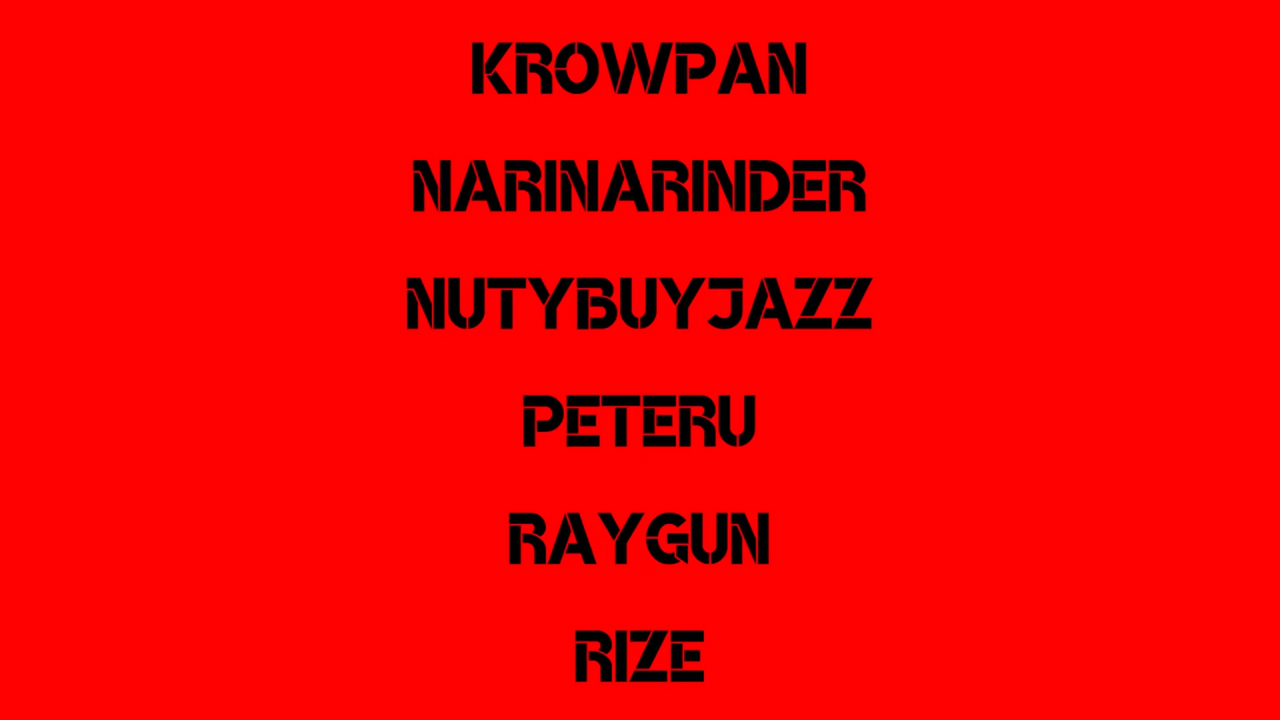 KROWPAN
NARINARINDER
NUTYBUYJAZZ
PETERU
RAYGUN
RIZE